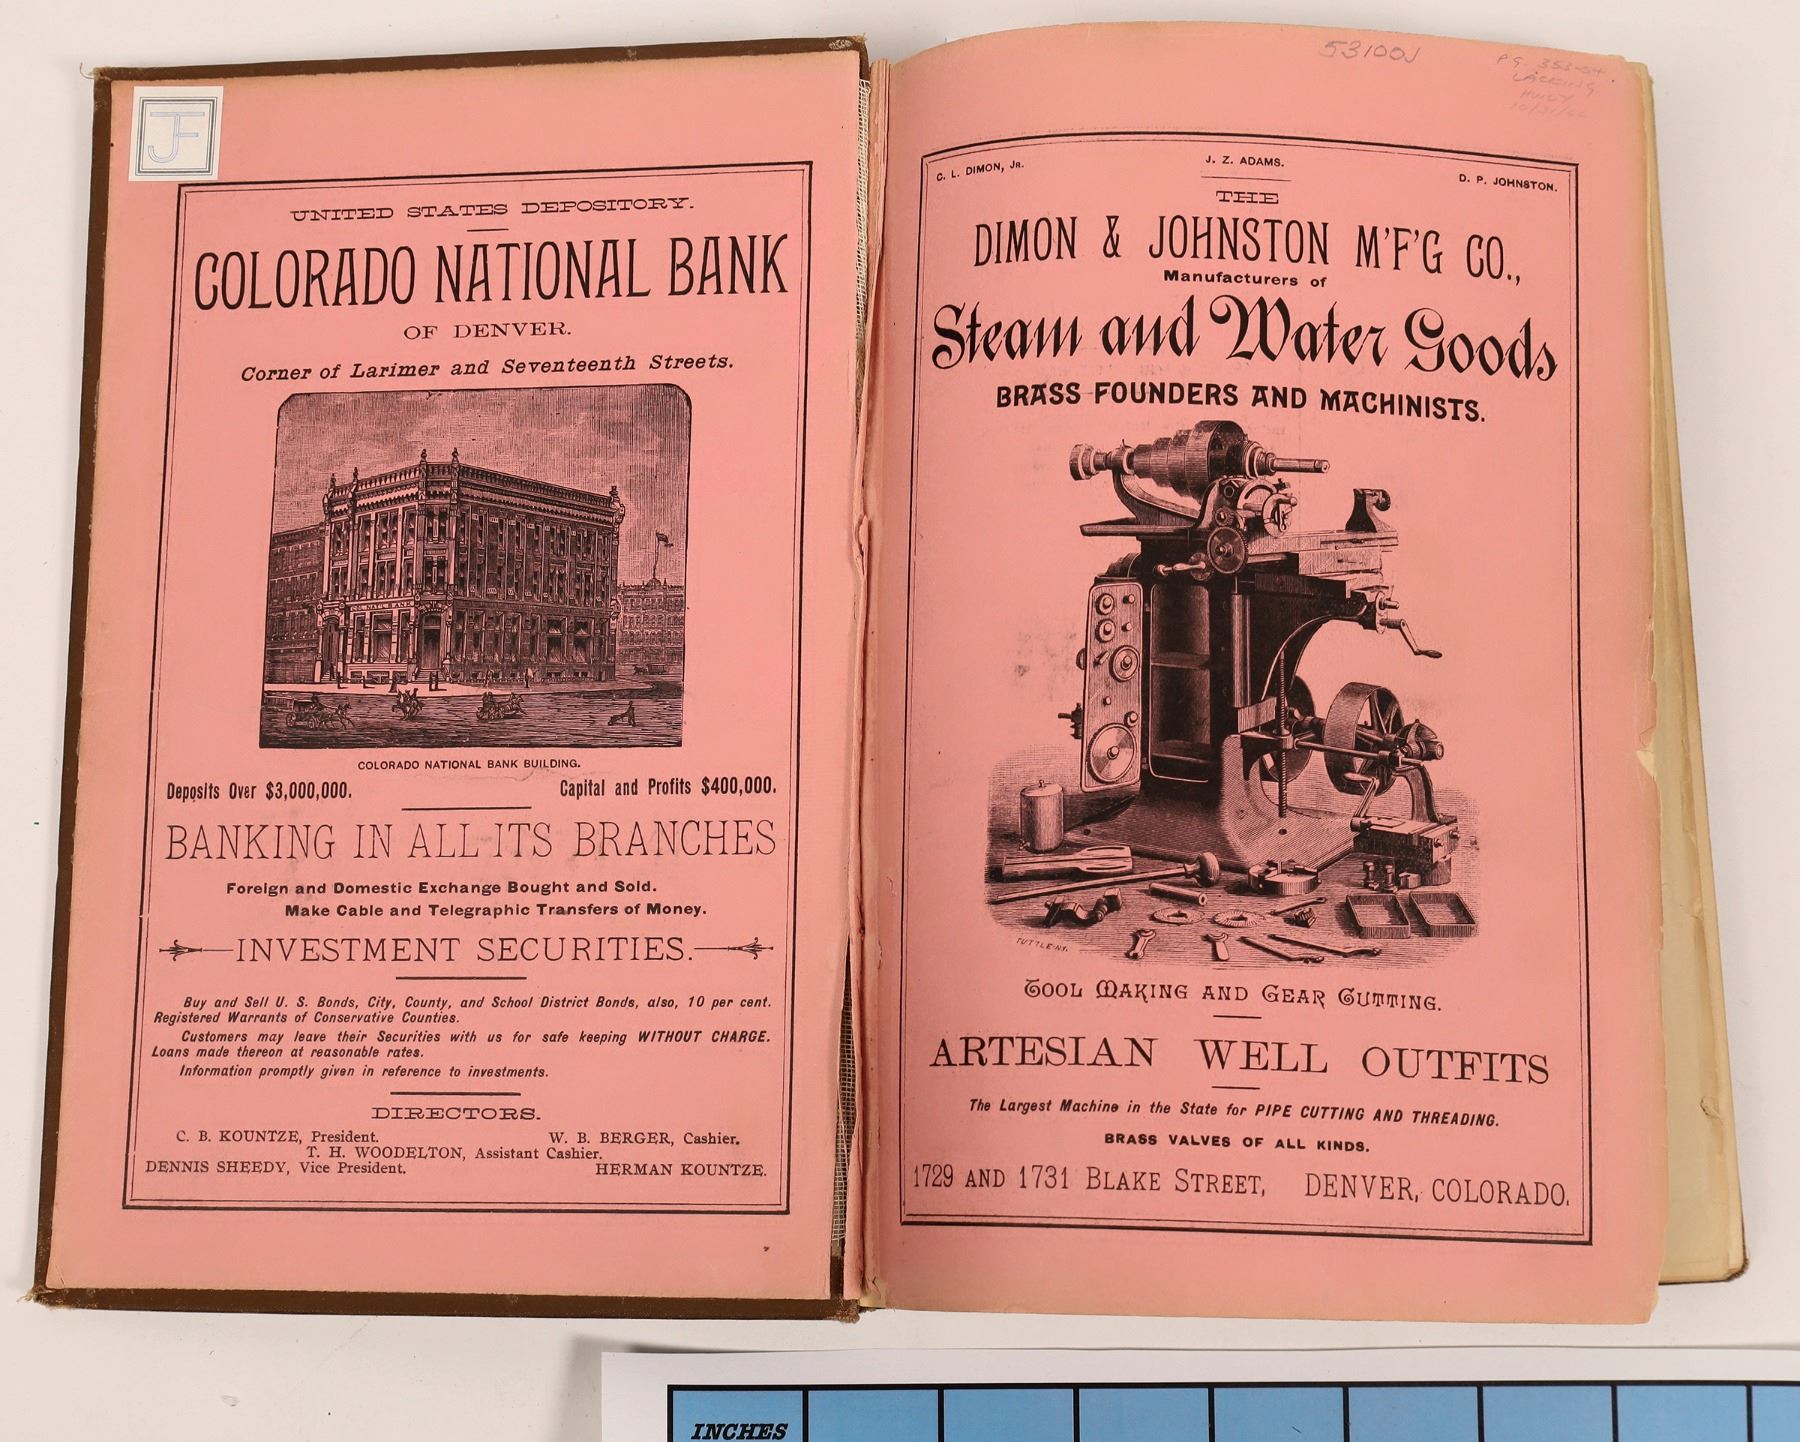 JF
UNITED STATES DEPOSITORY.
COLORADO NATIONAL BANK
OF DENVER.
Corner of Larimer and Seventeenth Streets.
COL. NAT'L BANK
COLORADO NATIONAL BANK BUILDING.
Deposits Over $3,000,000. Capital and Profits $400,000.
BANKING IN ALL ITS BRANCHES
Foreign and Domestic Exchange Bought and Sold.
Make Cable and Telegraphic Transfers of Money.
INVESTMENT SECURITIES.
Buy and Sell U. S. Bonds, City, County, and School District Bonds, also, 10 per cent.
Registered Warrants of Conservative Counties.
Customers may leave their Securities with us for safe keeping WITHOUT CHARGE.
Loans made thereon at reasonable rates.
Information promptly given in reference to investments.
DIRECTORS.
C. B. KOUNTZE, President. W. B. BERGER, Cashier.
T. H. WOODELTON, Assistant Cashier.
DENNIS SHEEDY, Vice President. HERMAN KOUNTZE.
53100J
PG. 353-54
LACKING
C. L. DIMON, JR. J. Z. ADAMS. D. P. JOHNSTON.
THE
DIMON & JOHNSTON M'F'G CO.,
Manufacturers of
Steam and Water Goods
BRASS FOUNDERS AND MACHINISTS.
TUTTLE-N.Y.
TOOL MAKING AND GEAR CUTTING.
ARTESIAN WELL OUTFITS
The Largest Machine in the State for PIPE CUTTING AND THREADING.
BRASS VALVES OF ALL KINDS.
1729 AND 1731 BLAKE STREET, DENVER, COLORADO.
INCHES